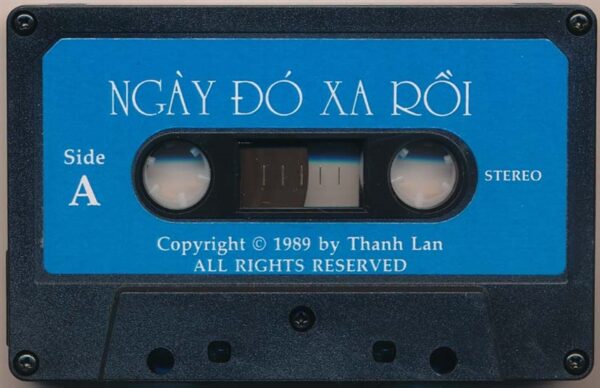 NGÀY ĐÓ XA RỒI
Side
A
STEREO
Copyright © 1989 by Thanh Lan
ALL RIGHTS RESERVED